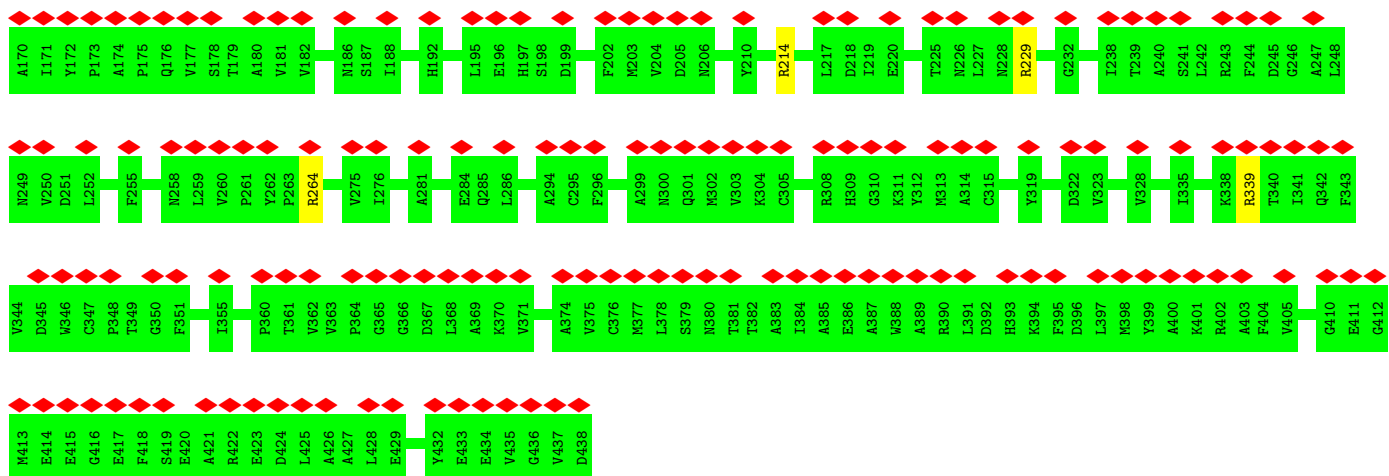 A170 I171 Y172 P173 A174 P175 Q176 V177 S178 T179 A180 V181 V182 N186 S187 I188 H192 L195 E196 H197 S198 D199 F202 M203 V204 D205 N206 Y210 R214 L217 D218 I219 E220 T225 N226 L227 N228 R229 G232 I238 T239 A240 S241 L242 R243 F244 D245 G246 A247 L248
N249 V250 D251 L252 F255 N258 L259 V260 P261 Y262 P263 R264 V275 I276 A281 E284 Q285 L286 A294 C295 F296 A299 N300 Q301 M302 V303 K304 C305 R308 H309 G310 K311 Y312 M313 A314 C315 Y319 D322 V323 V328 I335 K338 R339 T340 I341 Q342 F343
V344 D345 W346 C347 P348 T349 G350 F351 I355 P360 T361 V362 V363 P364 G365 G366 D367 L368 A369 K370 V371 A374 V375 C376 M377 L378 S379 N380 T381 T382 A383 I384 A385 E386 A387 W388 A389 R390 L391 D392 H393 K394 F395 D396 L397 M398 Y399 A400 K401 R402 A403 F404 V405 G410 E411 G412
M413 E414 E415 G416 E417 F418 S419 E420 A421 R422 E423 D424 L425 A426 A427 L428 E429 Y432 E433 E434 V435 G436 V437 D438